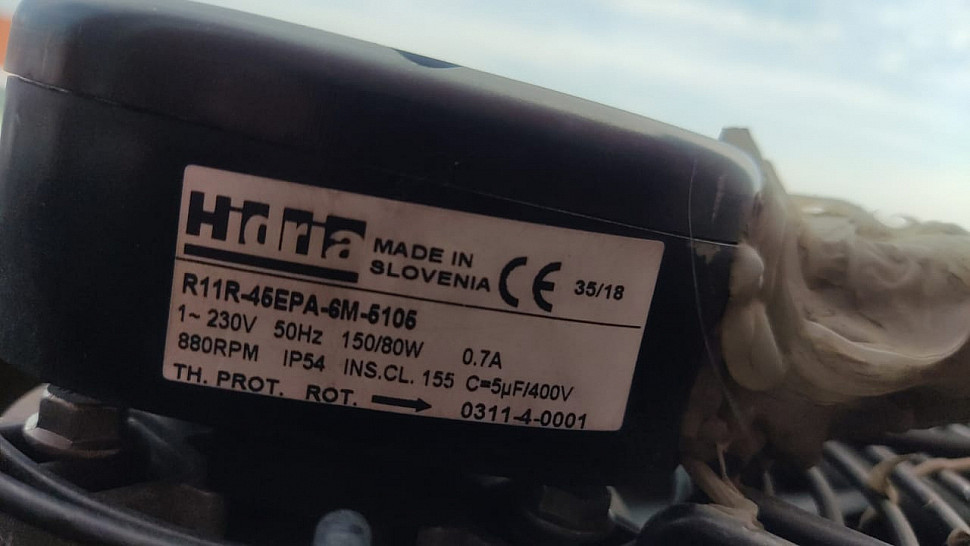 Hidria MADE IN SLOVENIA CE 35/18
R11R-45EPA-6M-5105
1~ 230V 50Hz 150/80W 0.7A
880RPM IP54 INS.CL. 155 C=5µF/400V
TH. PROT. ROT. → 0311-4-0001